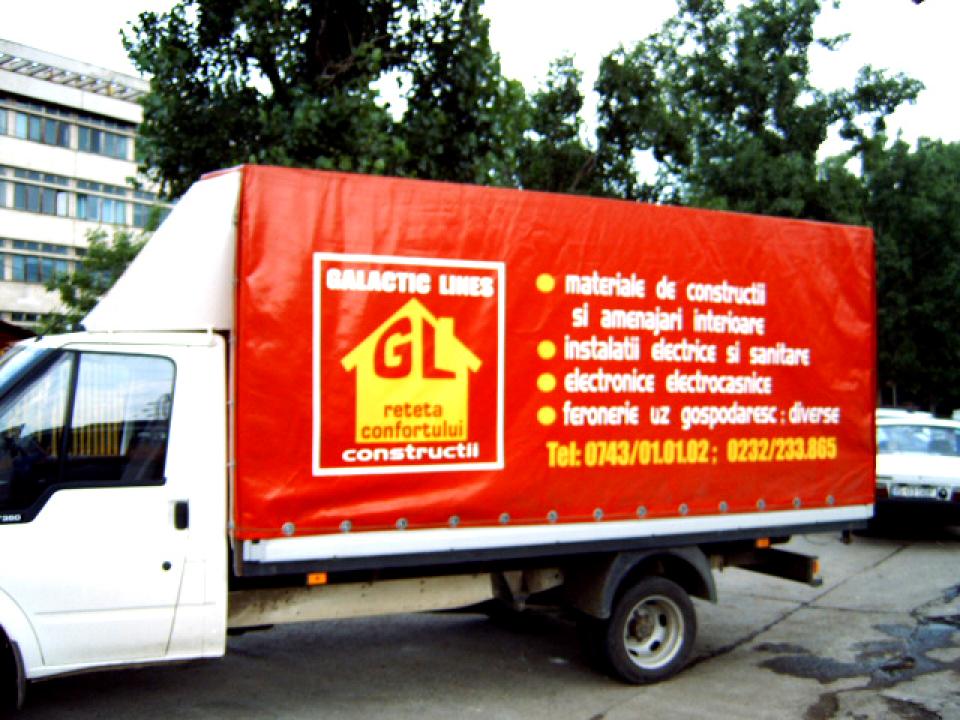 GALACTIC LINES
GL
reteta
confortului
constructii
materiale de constructii
si amenajari interioare
instalatii electrice si sanitare
electronice electrocasnice
feronerie uz gospodaresc : diverse
Tel: 0743/01.01.02 ; 0232/233.865